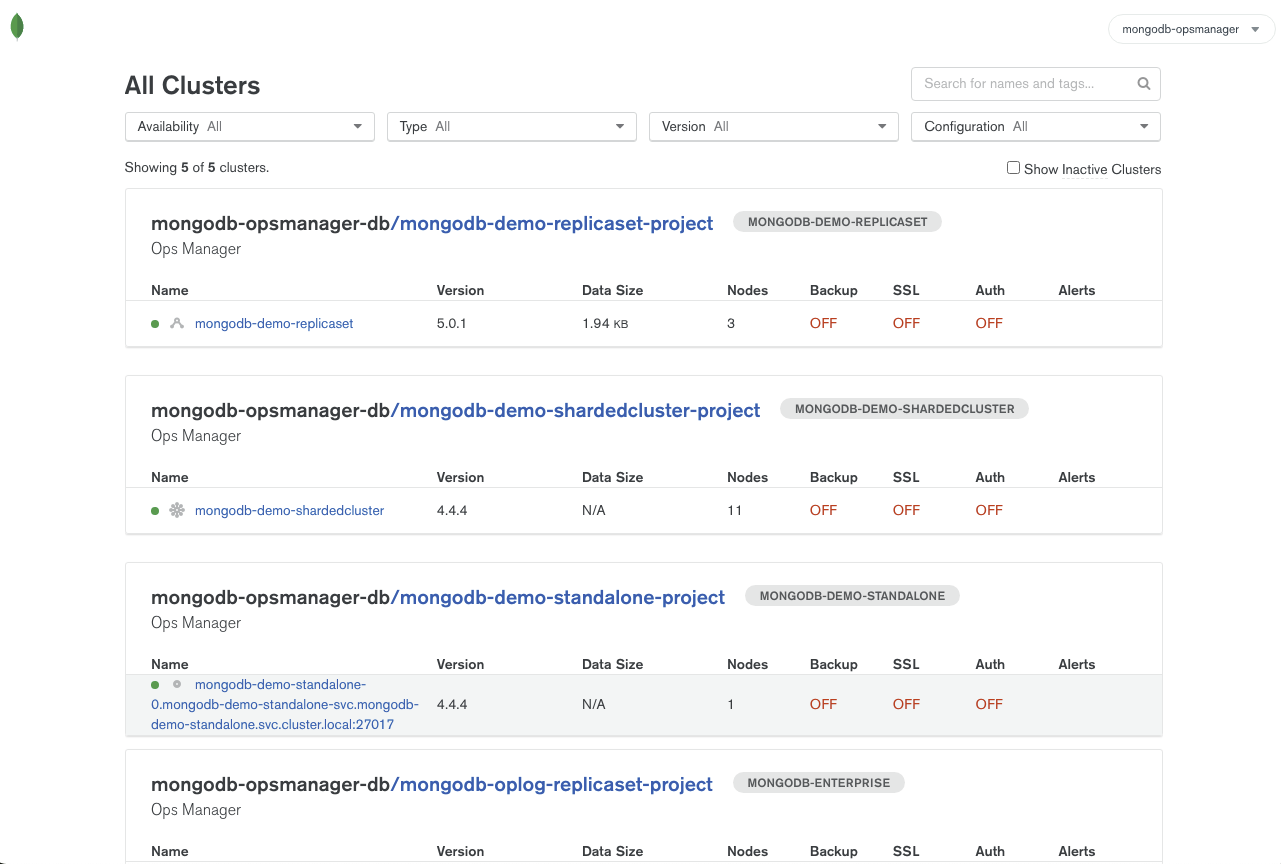 mongodb-opsmanager
All Clusters
Search for names and tags...
Availability All
Type All
Version All
Configuration All
Showing 5 of 5 clusters.
Show Inactive Clusters
mongodb-opsmanager-db/mongodb-demo-replicaset-project MONGODB-DEMO-REPLICASET
Ops Manager
Name Version Data Size Nodes Backup SSL Auth Alerts
mongodb-demo-replicaset 5.0.1 1.94 KB 3 OFF OFF OFF
mongodb-opsmanager-db/mongodb-demo-shardedcluster-project MONGODB-DEMO-SHARDEDCLUSTER
Ops Manager
Name Version Data Size Nodes Backup SSL Auth Alerts
mongodb-demo-shardedcluster 4.4.4 N/A 11 OFF OFF OFF
mongodb-opsmanager-db/mongodb-demo-standalone-project MONGODB-DEMO-STANDALONE
Ops Manager
Name Version Data Size Nodes Backup SSL Auth Alerts
mongodb-demo-standalone-
0.mongodb-demo-standalone-svc.mongodb- 4.4.4 N/A 1 OFF OFF OFF
demo-standalone.svc.cluster.local:27017
mongodb-opsmanager-db/mongodb-oplog-replicaset-project MONGODB-ENTERPRISE
Ops Manager
Name Version Data Size Nodes Backup SSL Auth Alerts